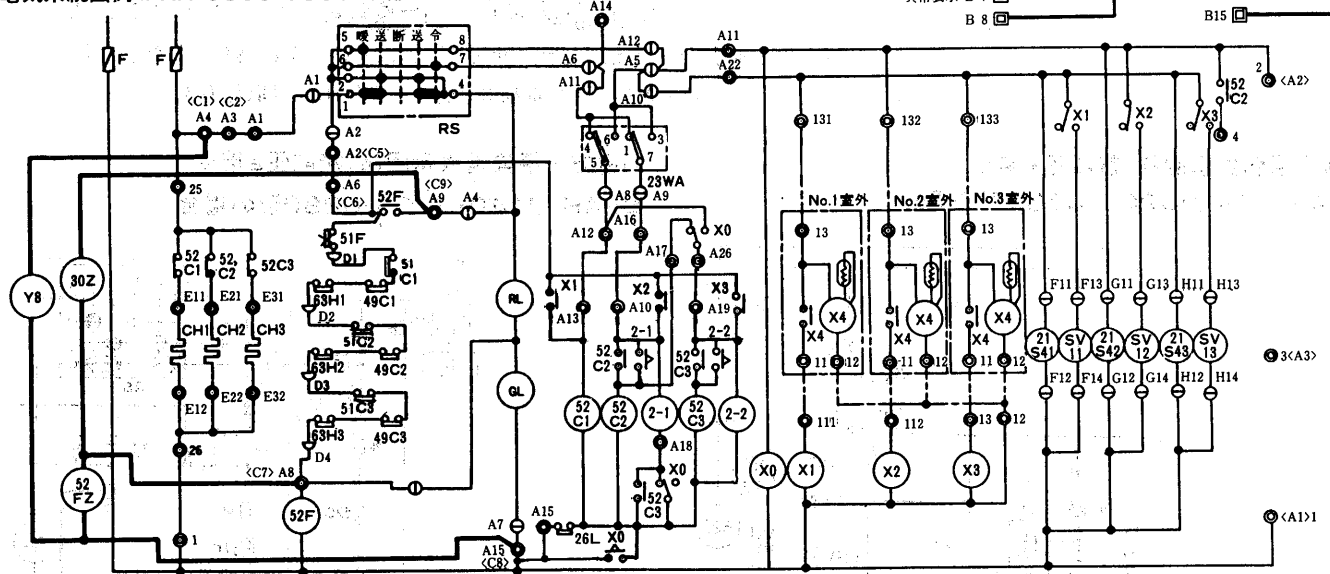 B 8
B15
A14
F
F
5 暖 送 断 送 令 8
6
7
2
4
1
RS
A12
A6
A5
A11
A10
A11
A22
2 <A2>
52
C2
4
<C1> <C2>
A4 A3 A1
A1
A2
A2<C5>
A6
<C6>
52F
<C9>
A9
A4
4 6 1 3
5 7
23WA
A8 A9
A12
A16
A17
X0
A26
131
132
133
X1
X2
X3
No.1室外
No.2室外
No.3室外
13
13
13
X4
X4
X4
X4
X4
X4
11
12
11
12
11
12
25
52
C1
52,
C2
52C3
E11
E21
E31
CH1
CH2
CH3
E12
E22
E32
26
1
Y8
30Z
52
FZ
51F
D1
51
C1
63H1
49C1
D2
51C2
63H2
49C2
D3
51C3
63H3
49C3
D4
<C7> A8
52F
RL
GL
A7
A15
<C8>
X1
A13
X2
A10
2-1
X3
A19
2-2
52
C2
52
C3
52
C1
52
C2
2-1
52
C3
2-2
A18
X0
52
C3
A15
26L
X0
111
112
13
12
X0
X1
X2
X3
F11
F13
G11
G13
H11
H13
21
S41
SV
11
21
S42
SV
12
21
S43
SV
13
F12
F14
G12
G14
H12
H14
3<A3>
<A1>1